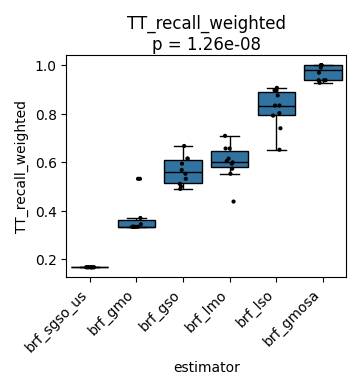 TT_recall_weighted
p = 1.26e-08
TT_recall_weighted
1.0
0.8
0.6
0.4
0.2
brf_sgso_us
brf_gmo
brf_gso
brf_lmo
brf_lso
brf_gmosa
estimator